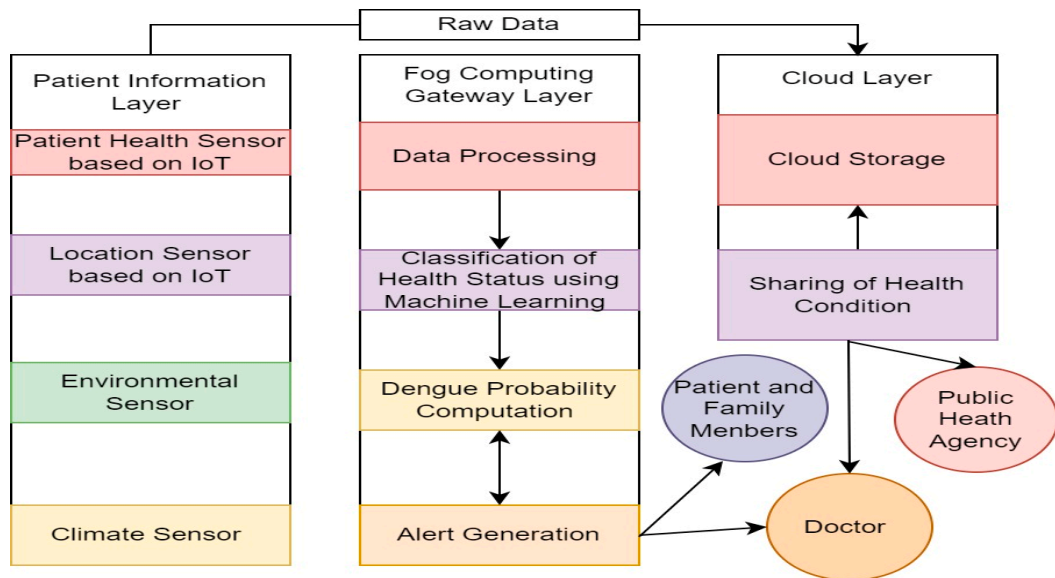 Raw Data
Patient Information
Layer
Patient Health Sensor
based on IoT
Location Sensor
based on IoT
Environmental
Sensor
Climate Sensor
Fog Computing
Gateway Layer
Data Processing
Classification of
Health Status using
Machine Learning
Dengue Probability
Computation
Alert Generation
Cloud Layer
Cloud Storage
Sharing of Health
Condition
Patient and
Family
Menbers
Public
Heath
Agency
Doctor